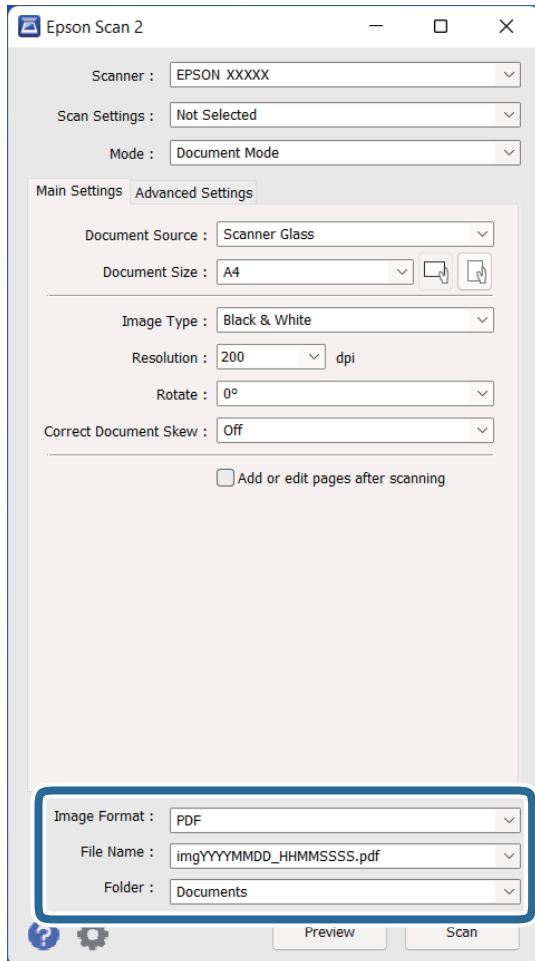 Epson Scan 2
Scanner : EPSON XXXXX
Scan Settings : Not Selected
Mode : Document Mode
Main Settings Advanced Settings
Document Source : Scanner Glass
Document Size : A4
Image Type : Black & White
Resolution : 200 dpi
Rotate : 0°
Correct Document Skew : Off
Add or edit pages after scanning
Image Format : PDF
File Name : imgYYYYMMDD_HHMMSSSS.pdf
Folder : Documents
? Preview Scan